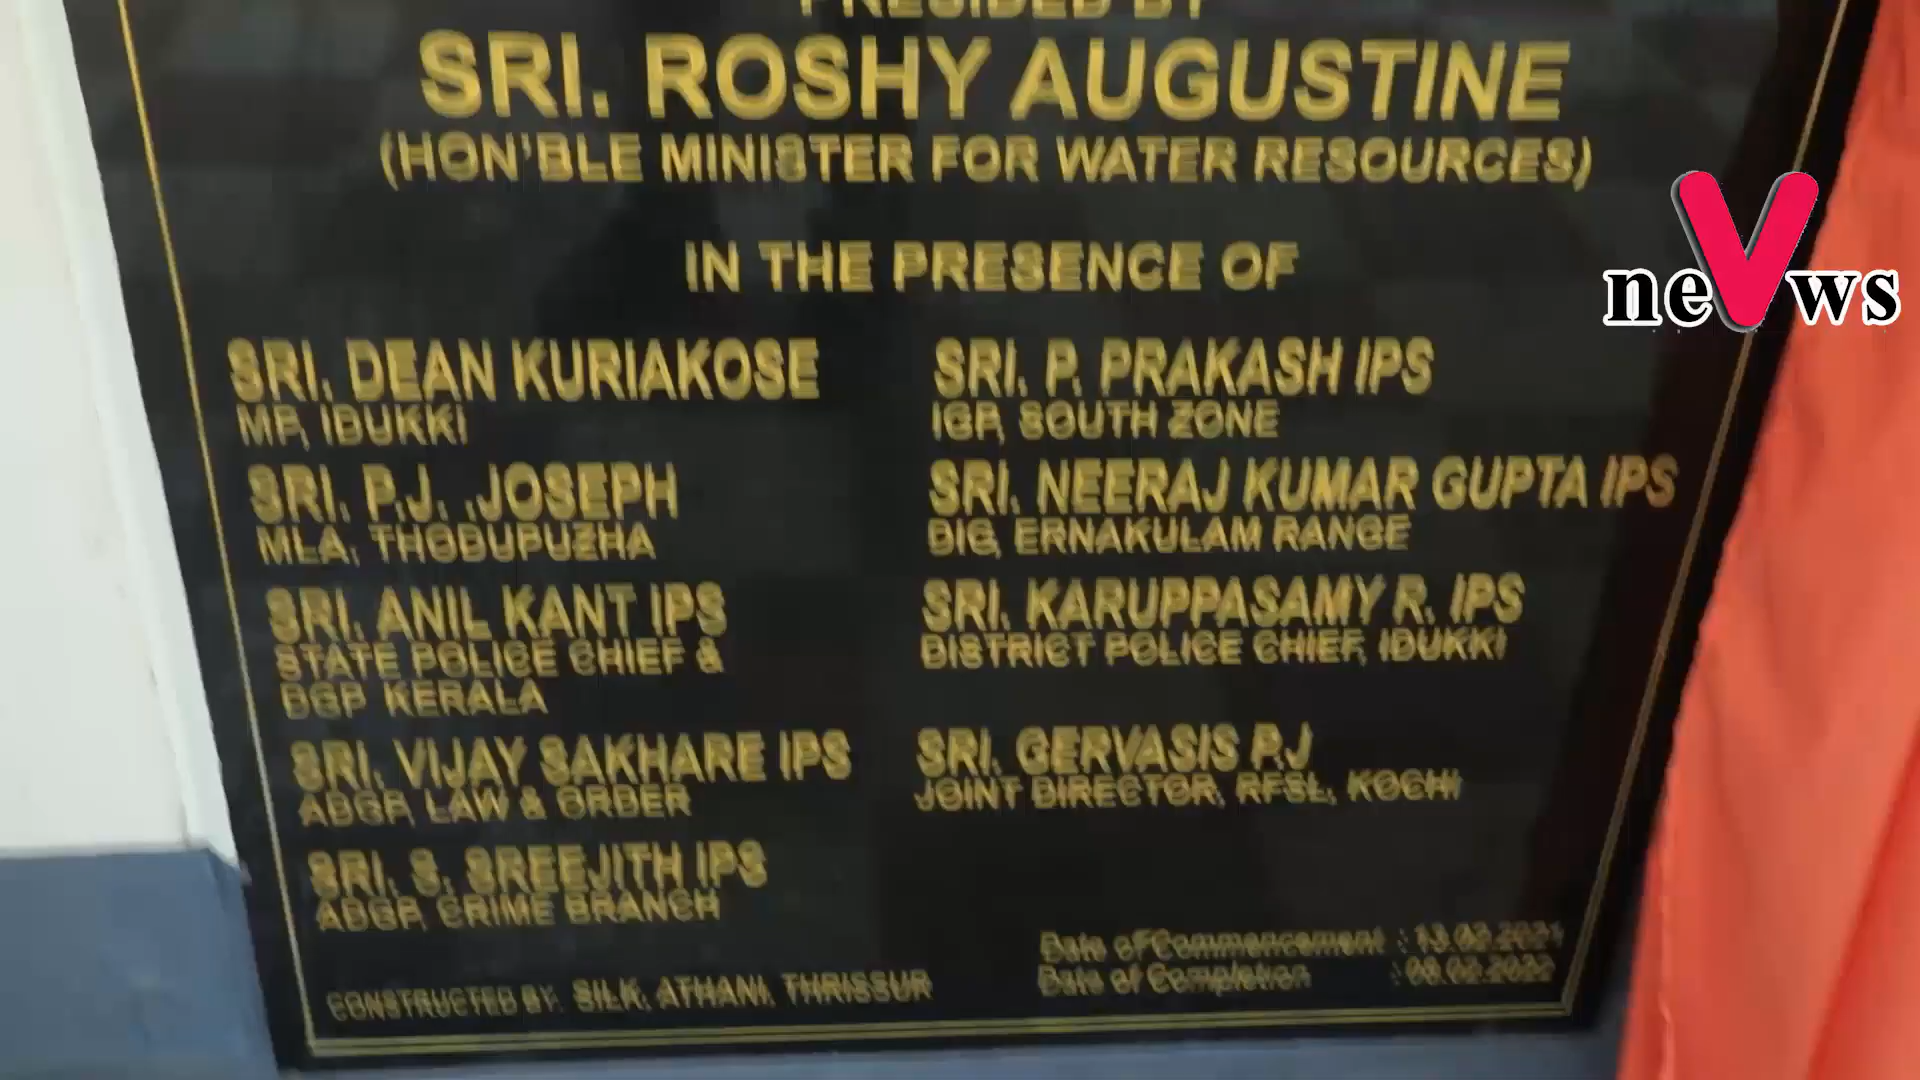 PRESIDED BY
SRI. ROSHY AUGUSTINE
(HON'BLE MINISTER FOR WATER RESOURCES)
IN THE PRESENCE OF
SRI. DEAN KURIAKOSE
MP, IDUKKI
SRI. P.J. JOSEPH
MLA, THODUPUZHA
SRI. ANIL KANT IPS
STATE POLICE CHIEF &
DGP KERALA
SRI. VIJAY SAKHARE IPS
ADGP, LAW & ORDER
SRI. S. SREEJITH IPS
ADGP, CRIME BRANCH
SRI. P. PRAKASH IPS
IGP, SOUTH ZONE
SRI. NEERAJ KUMAR GUPTA IPS
DIG, ERNAKULAM RANGE
SRI. KARUPPASAMY R. IPS
DISTRICT POLICE CHIEF, IDUKKI
SRI. GERVASIS P.J
JOINT DIRECTOR, RFSL, KOCHI
CONSTRUCTED BY: SILK, ATHANI, THRISSUR
Date of Commencement :
Date of Completion :
neVws